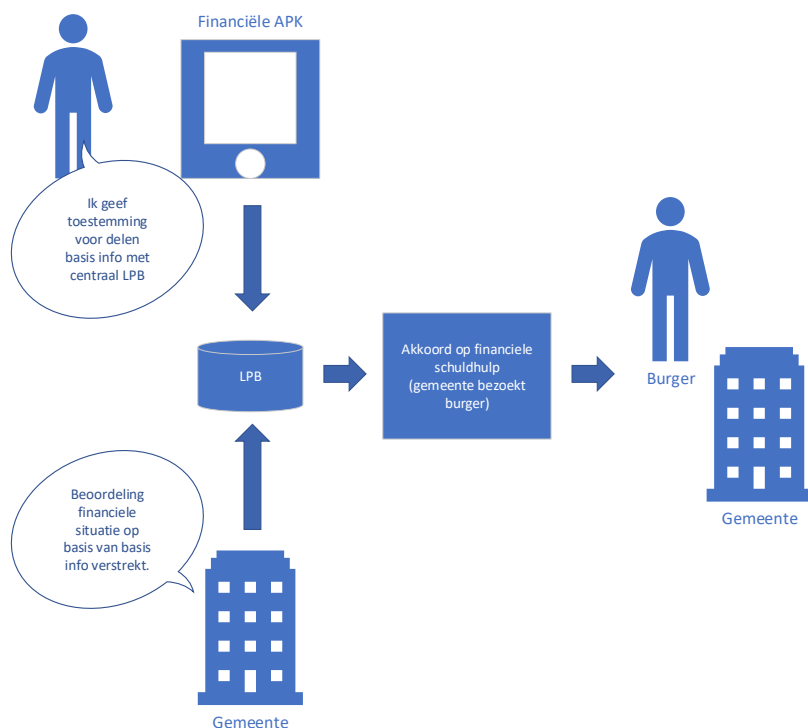 Financiële APK
Ik geef
toestemming
voor delen
basis info met
centraal LPB
LPB
Akkoord op financiele
schuldhulp
(gemeente bezoekt
burger)
Burger
Gemeente
Beoordeling
financiele
situatie op
basis van basis
info verstrekt.
Gemeente